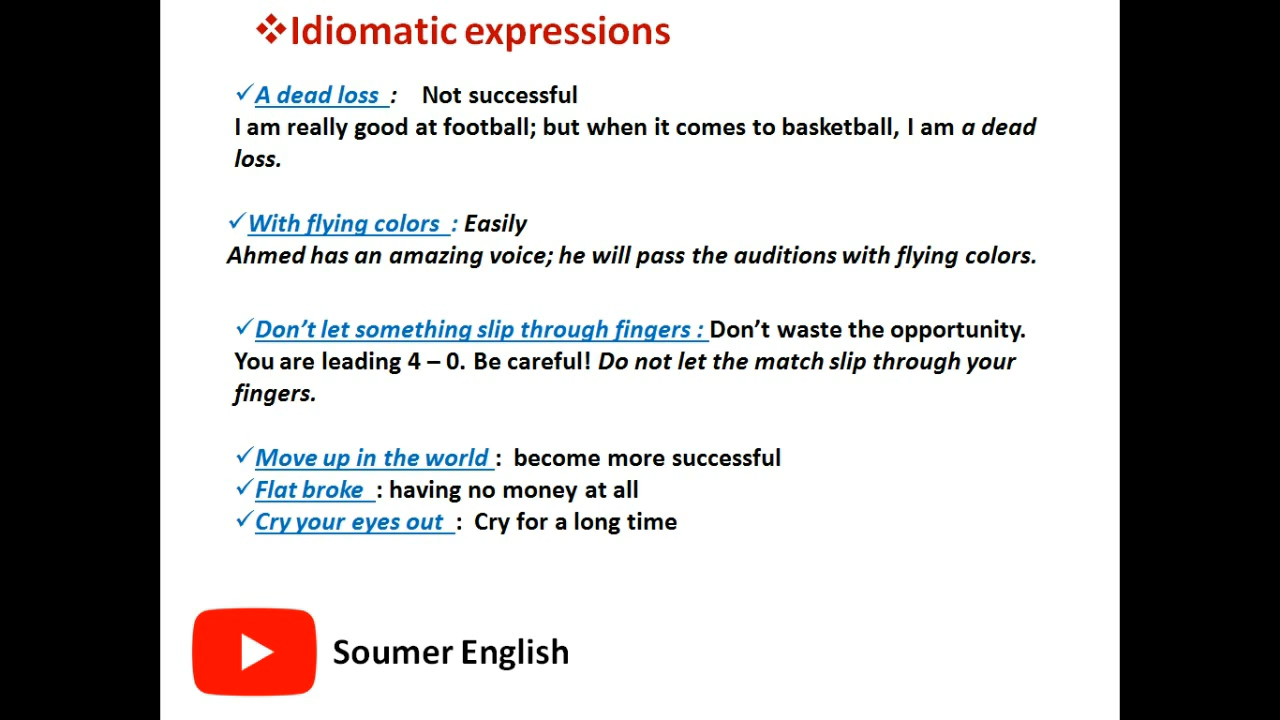 ❖Idiomatic expressions
✓A dead loss : Not successful
I am really good at football; but when it comes to basketball, I am a dead
loss.
✓With flying colors : Easily
Ahmed has an amazing voice; he will pass the auditions with flying colors.
✓Don’t let something slip through fingers : Don’t waste the opportunity.
You are leading 4 – 0. Be careful! Do not let the match slip through your
fingers.
✓Move up in the world : become more successful
✓Flat broke : having no money at all
✓Cry your eyes out : Cry for a long time
Soumer English